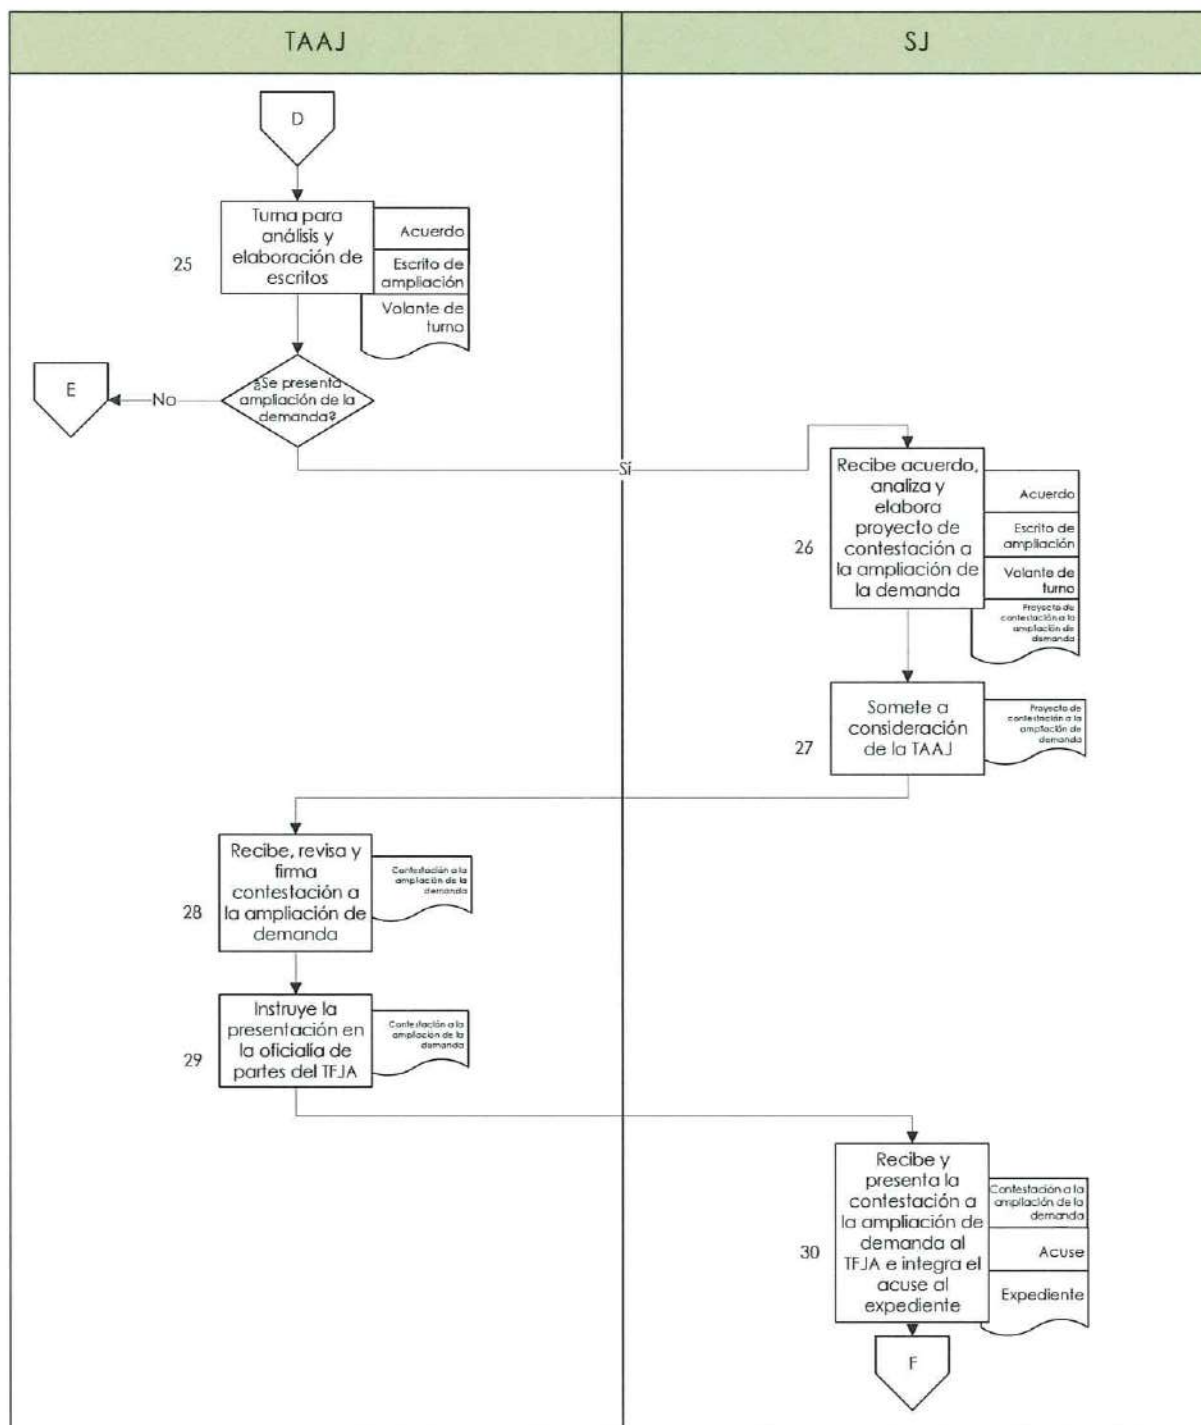 TAAJ
SJ
D
25
Turna para
análisis y
elaboración de
escritos
Acuerdo
Escrito de
ampliación
Volante de
turno
¿Se presenta
ampliación de la
demanda?
No
E
Sí
26
Recibe acuerdo,
analiza y
elabora
proyecto de
contestación a
la ampliación de
la demanda
Acuerdo
Escrito de
ampliación
Volante de
turno
Proyecto de
contestación a la
ampliación de
demanda
27
Somete a
consideración
de la TAAJ
Proyecto de
contestación a la
ampliación de
demanda
28
Recibe, revisa y
firma
contestación a
la ampliación de
demanda
Contestación a la
ampliación de la
demanda
29
Instruye la
presentación en
la oficialía de
partes del TFJA
Contestación a la
ampliación de la
demanda
30
Recibe y
presenta la
contestación a
la ampliación de
demanda al
TFJA e integra el
acuse al
expediente
Contestación a la
ampliación de la
demanda
Acuse
Expediente
F